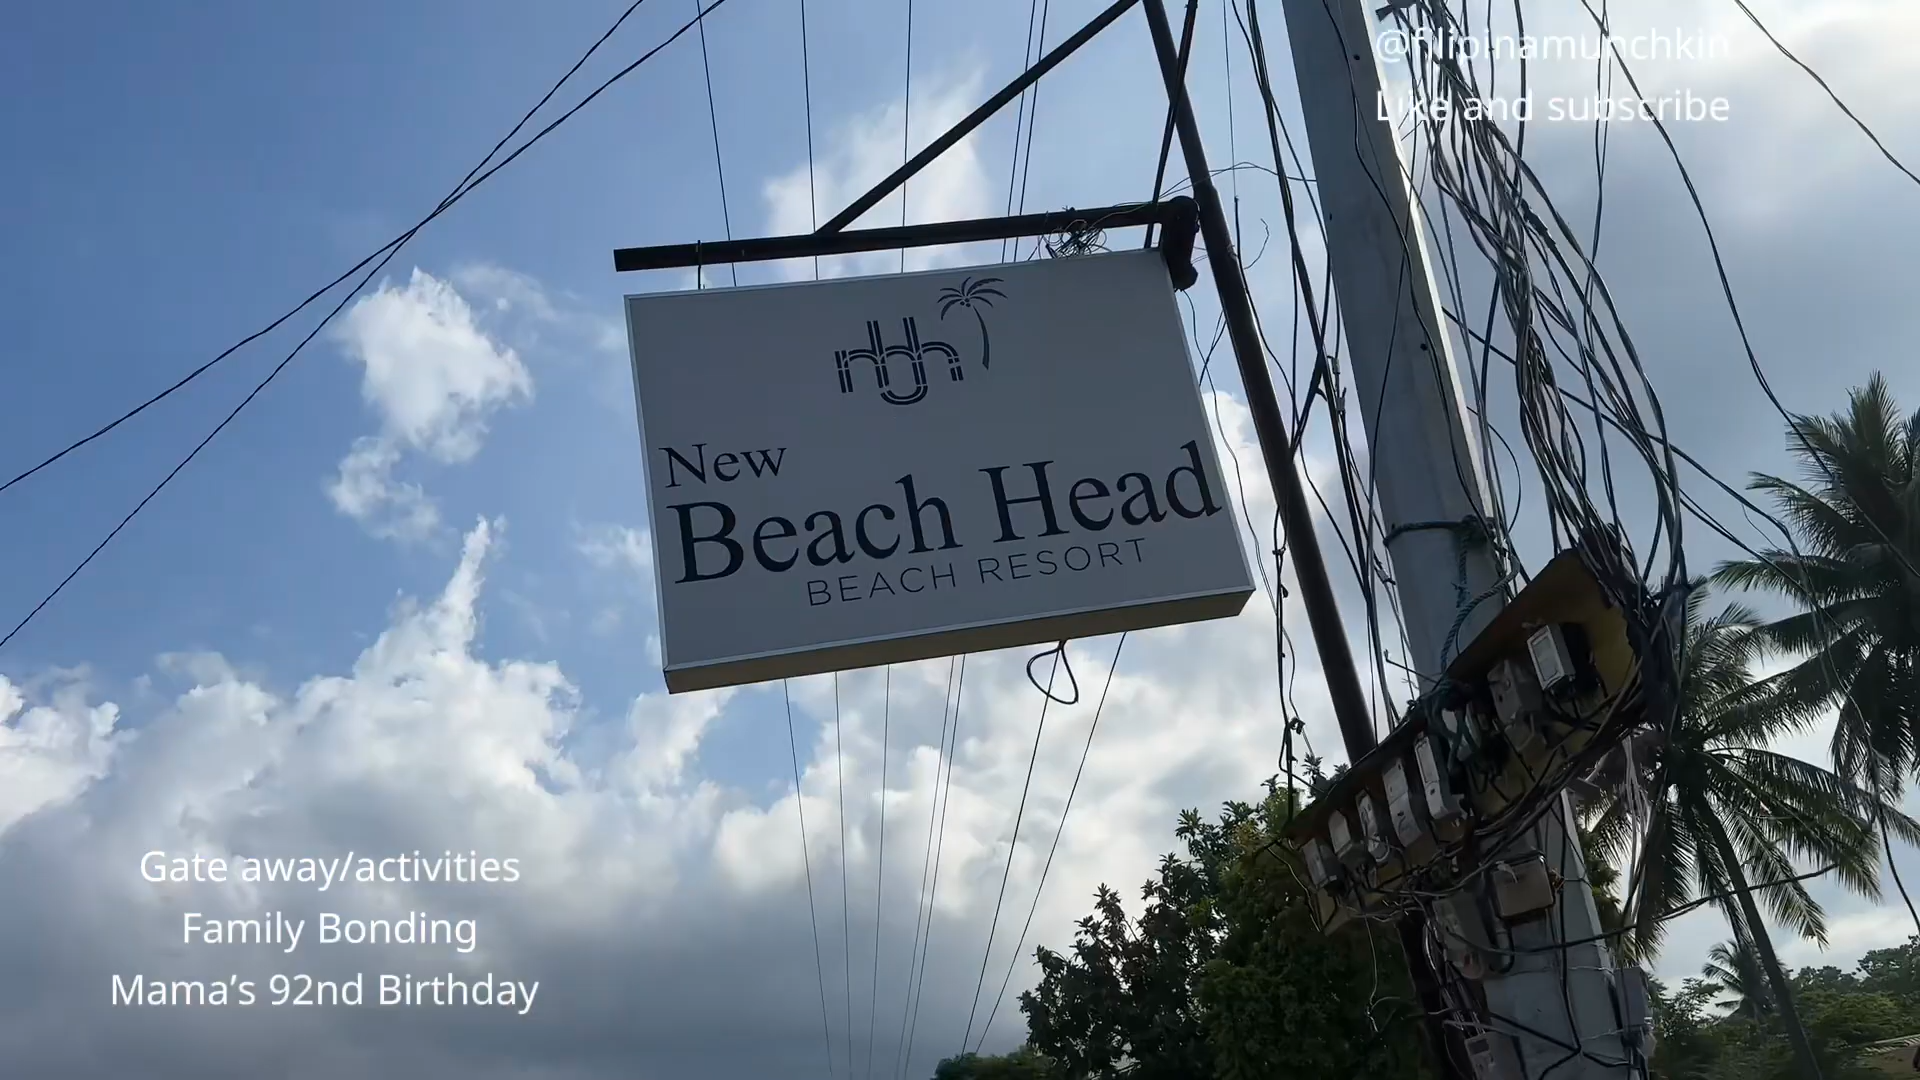 @filipinamunchkin
Like and subscribe
nbh
New
Beach Head
BEACH RESORT
Gate away/activities
Family Bonding
Mama’s 92nd Birthday